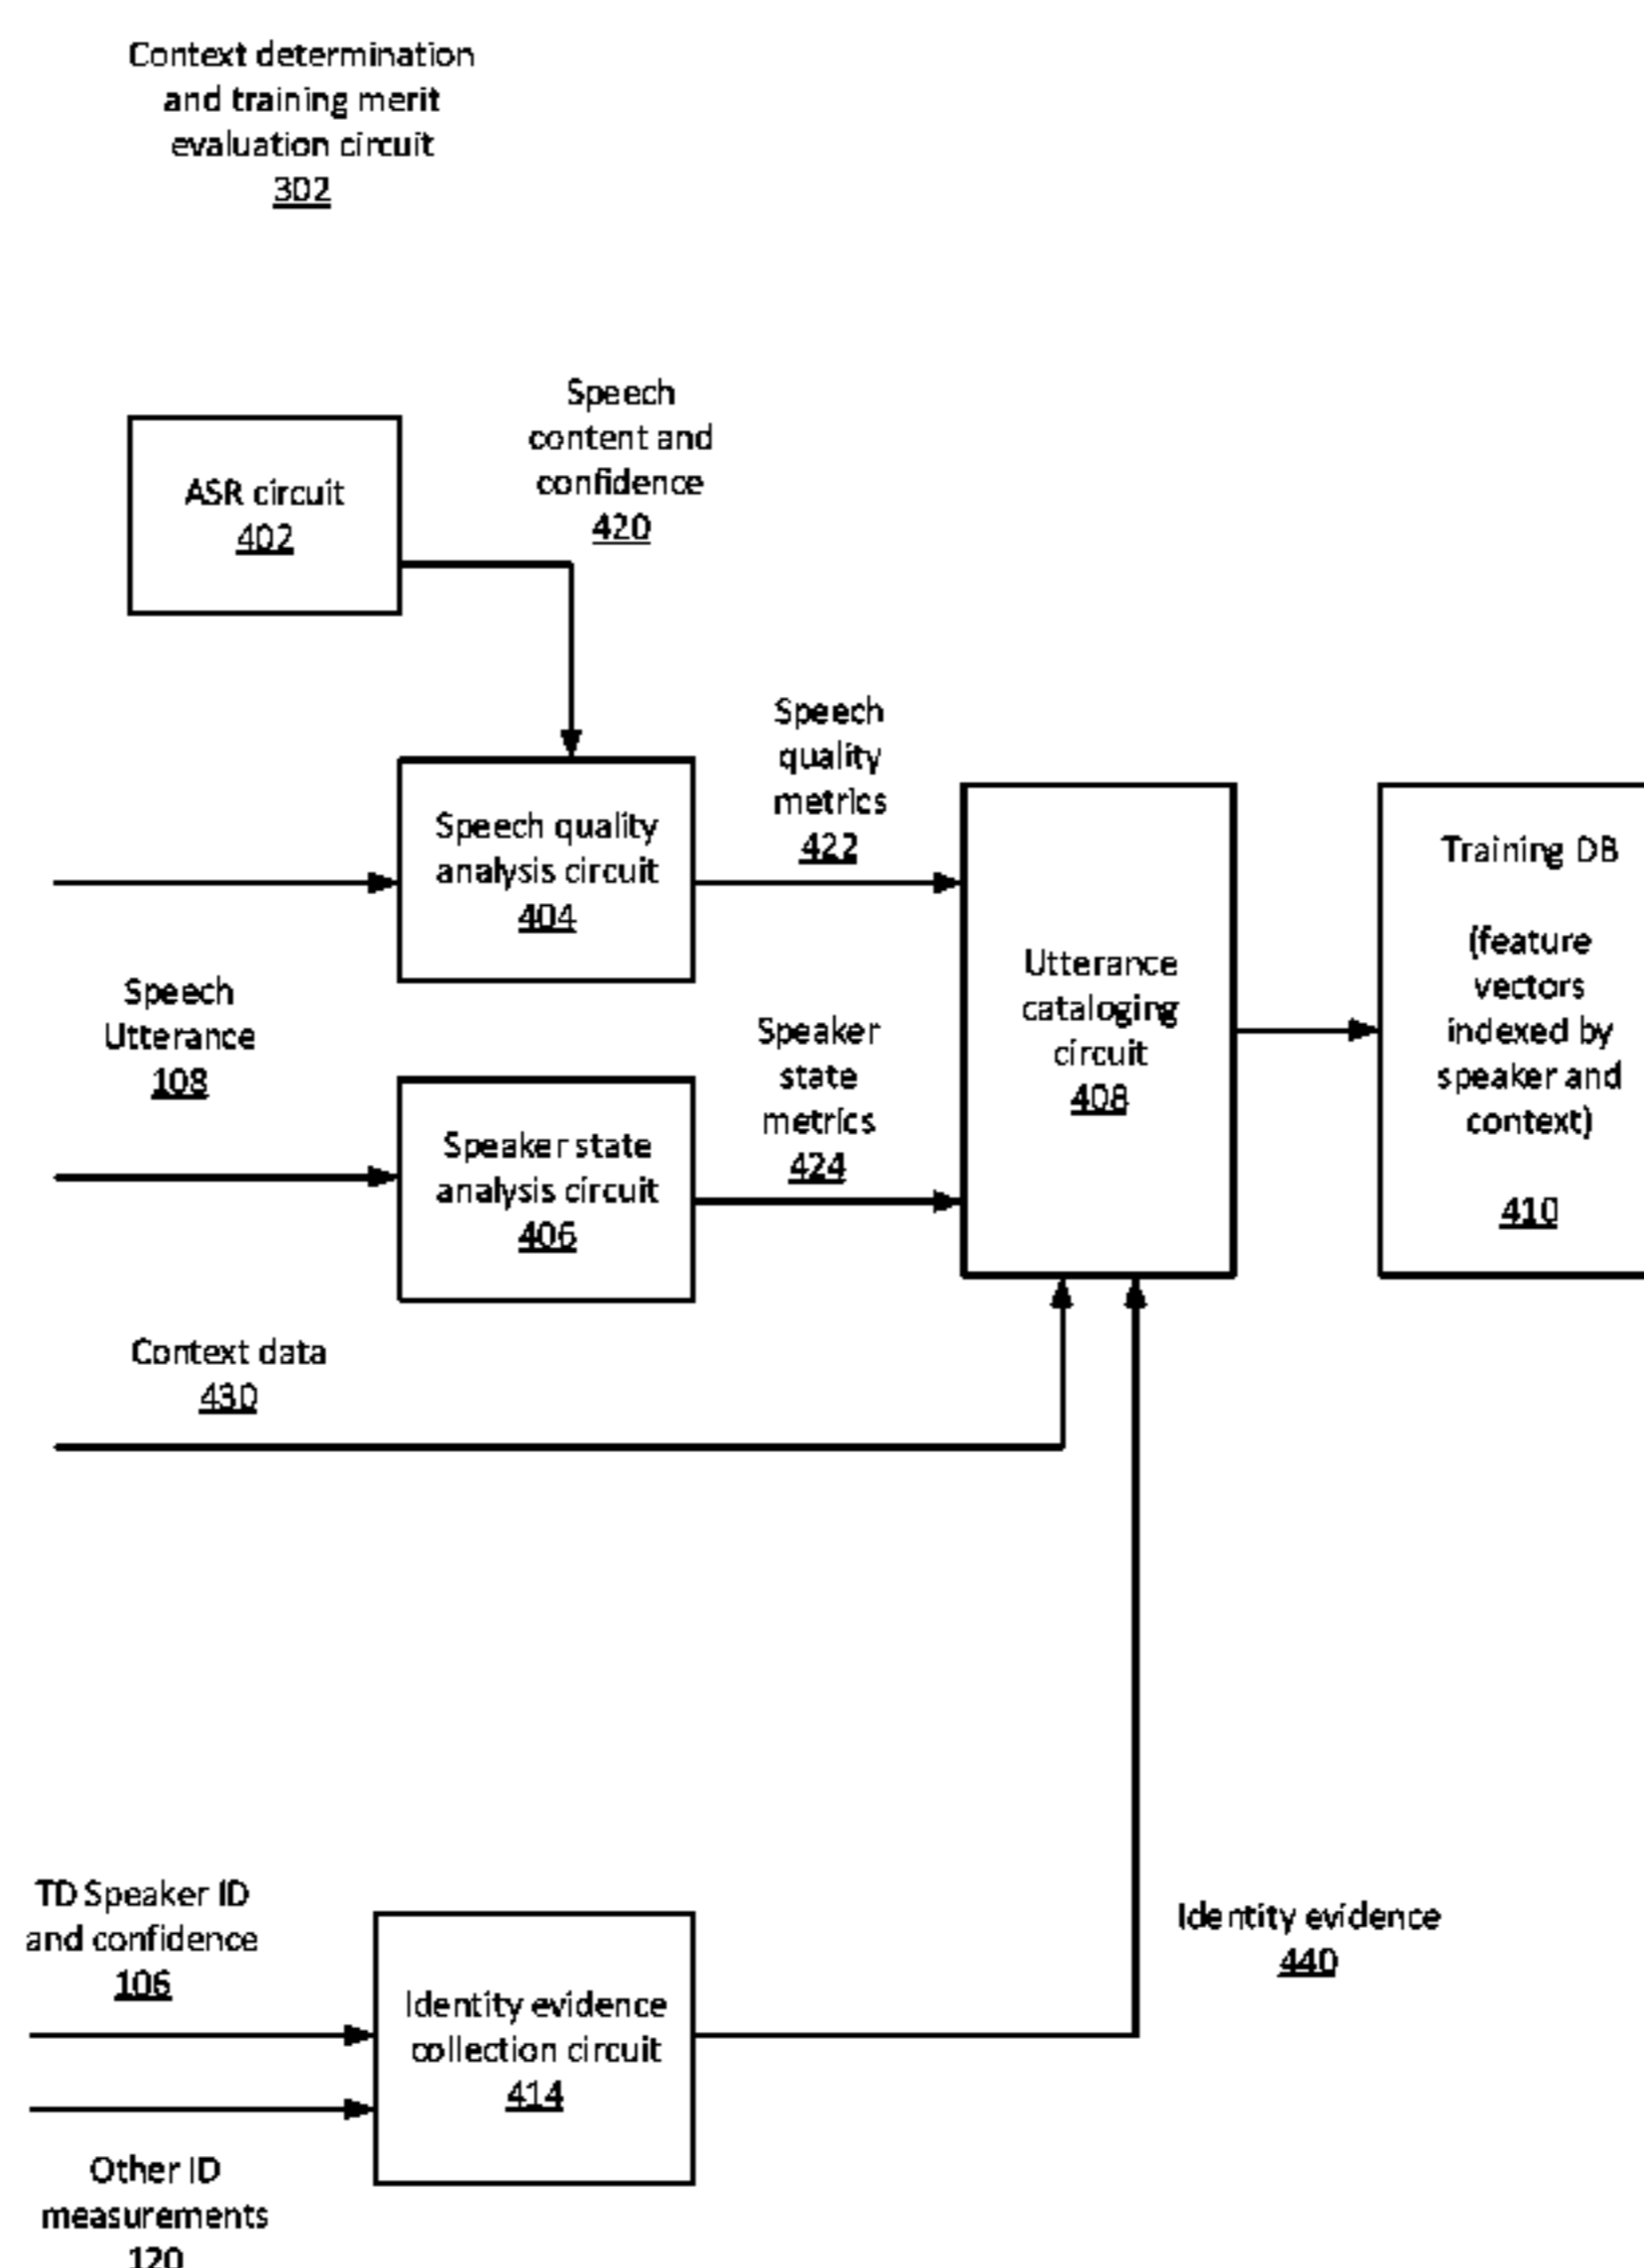 Context determination
and training merit
evaluation circuit
302
Speech
content and
confidence
420
ASR circuit
402
Speech
quality
metrics
422
Speech quality
analysis circuit
404
Training DB
(feature
vectors
indexed by
speaker and
context)
410
Utterance
cataloging
circuit
408
Speech
Utterance
108
Speaker
state
metrics
424
Speaker state
analysis circuit
406
Context data
430
TD Speaker ID
and confidence
106
Identity evidence
440
Identity evidence
collection circuit
414
Other ID
measurements
120